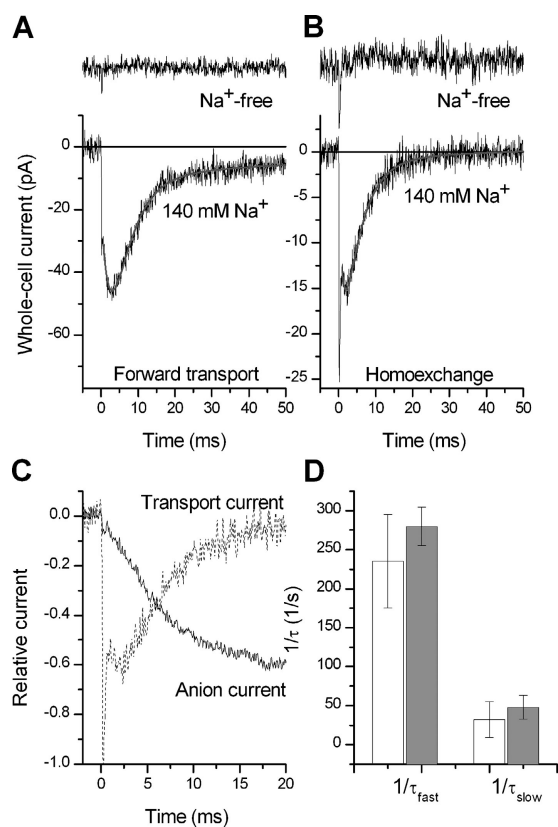 A
B
Na⁺-free
Na⁺-free
Whole-cell current (pA)
0
-20
-40
-60
140 mM Na⁺
Forward transport
0
-5
-10
-15
-20
-25
140 mM Na⁺
Homoexchange
0 10 20 30 40 50
0 10 20 30 40 50
Time (ms)
Time (ms)
C
D
Relative current
0.0
-0.2
-0.4
-0.6
-0.8
-1.0
Transport current
Anion current
0 5 10 15 20
Time (ms)
1/τ (1/s)
300
250
200
150
100
50
0
1/τfast
1/τslow